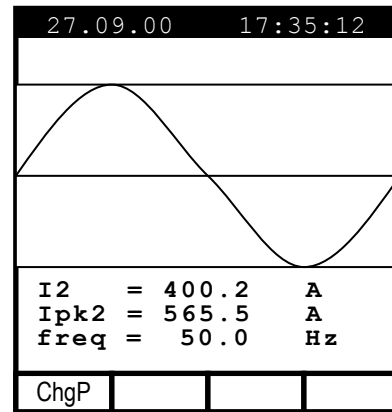 27.09.00 17:35:12
I2 = 400.2 A
Ipk2 = 565.5 A
freq = 50.0 Hz
ChgP